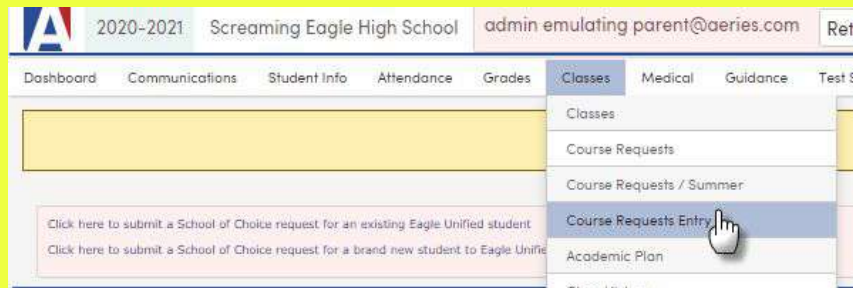 2020-2021 Screaming Eagle High School admin emulating parent@aeries.com
Dashboard Communications Student Info Attendance Grades Classes Medical Guidance Test
Classes
Course Requests
Course Requests / Summer
Click here to submit a School of Choice request for an existing Eagle Unified student
Course Requests Entry
Click here to submit a School of Choice request for a brand new student to Eagle
Academic Plan